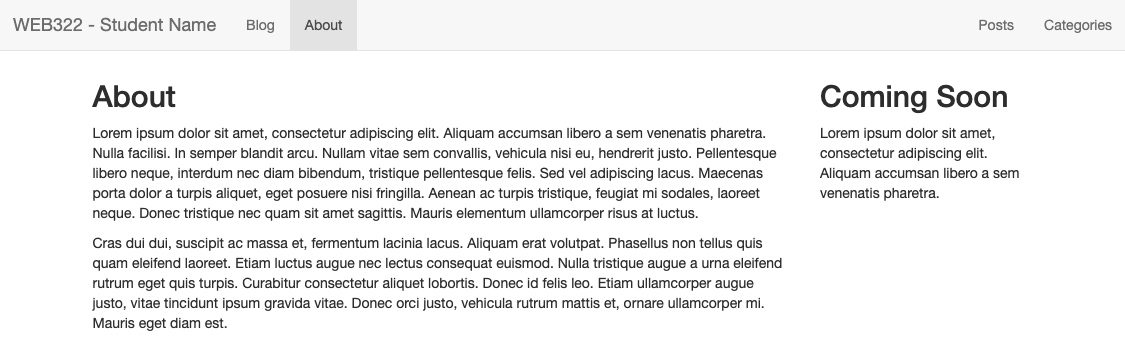 WEB322 - Student Name Blog About Posts Categories
About
Lorem ipsum dolor sit amet, consectetur adipiscing elit. Aliquam accumsan libero a sem venenatis pharetra.
Nulla facilisi. In semper blandit arcu. Nullam vitae sem convallis, vehicula nisi eu, hendrerit justo. Pellentesque
libero neque, interdum nec diam bibendum, tristique pellentesque felis. Sed vel adipiscing lacus. Maecenas
porta dolor a turpis aliquet, eget posuere nisi fringilla. Aenean ac turpis tristique, feugiat mi sodales, laoreet
neque. Donec tristique nec quam sit amet sagittis. Mauris elementum ullamcorper risus at luctus.
Cras dui dui, suscipit ac massa et, fermentum lacinia lacus. Aliquam erat volutpat. Phasellus non tellus quis
quam eleifend laoreet. Etiam luctus augue nec lectus consequat euismod. Nulla tristique augue a urna eleifend
rutrum eget quis turpis. Curabitur consectetur aliquet lobortis. Donec id felis leo. Etiam ullamcorper augue
justo, vitae tincidunt ipsum gravida vitae. Donec orci justo, vehicula rutrum mattis et, ornare ullamcorper mi.
Mauris eget diam est.
Coming Soon
Lorem ipsum dolor sit amet,
consectetur adipiscing elit.
Aliquam accumsan libero a sem
venenatis pharetra.